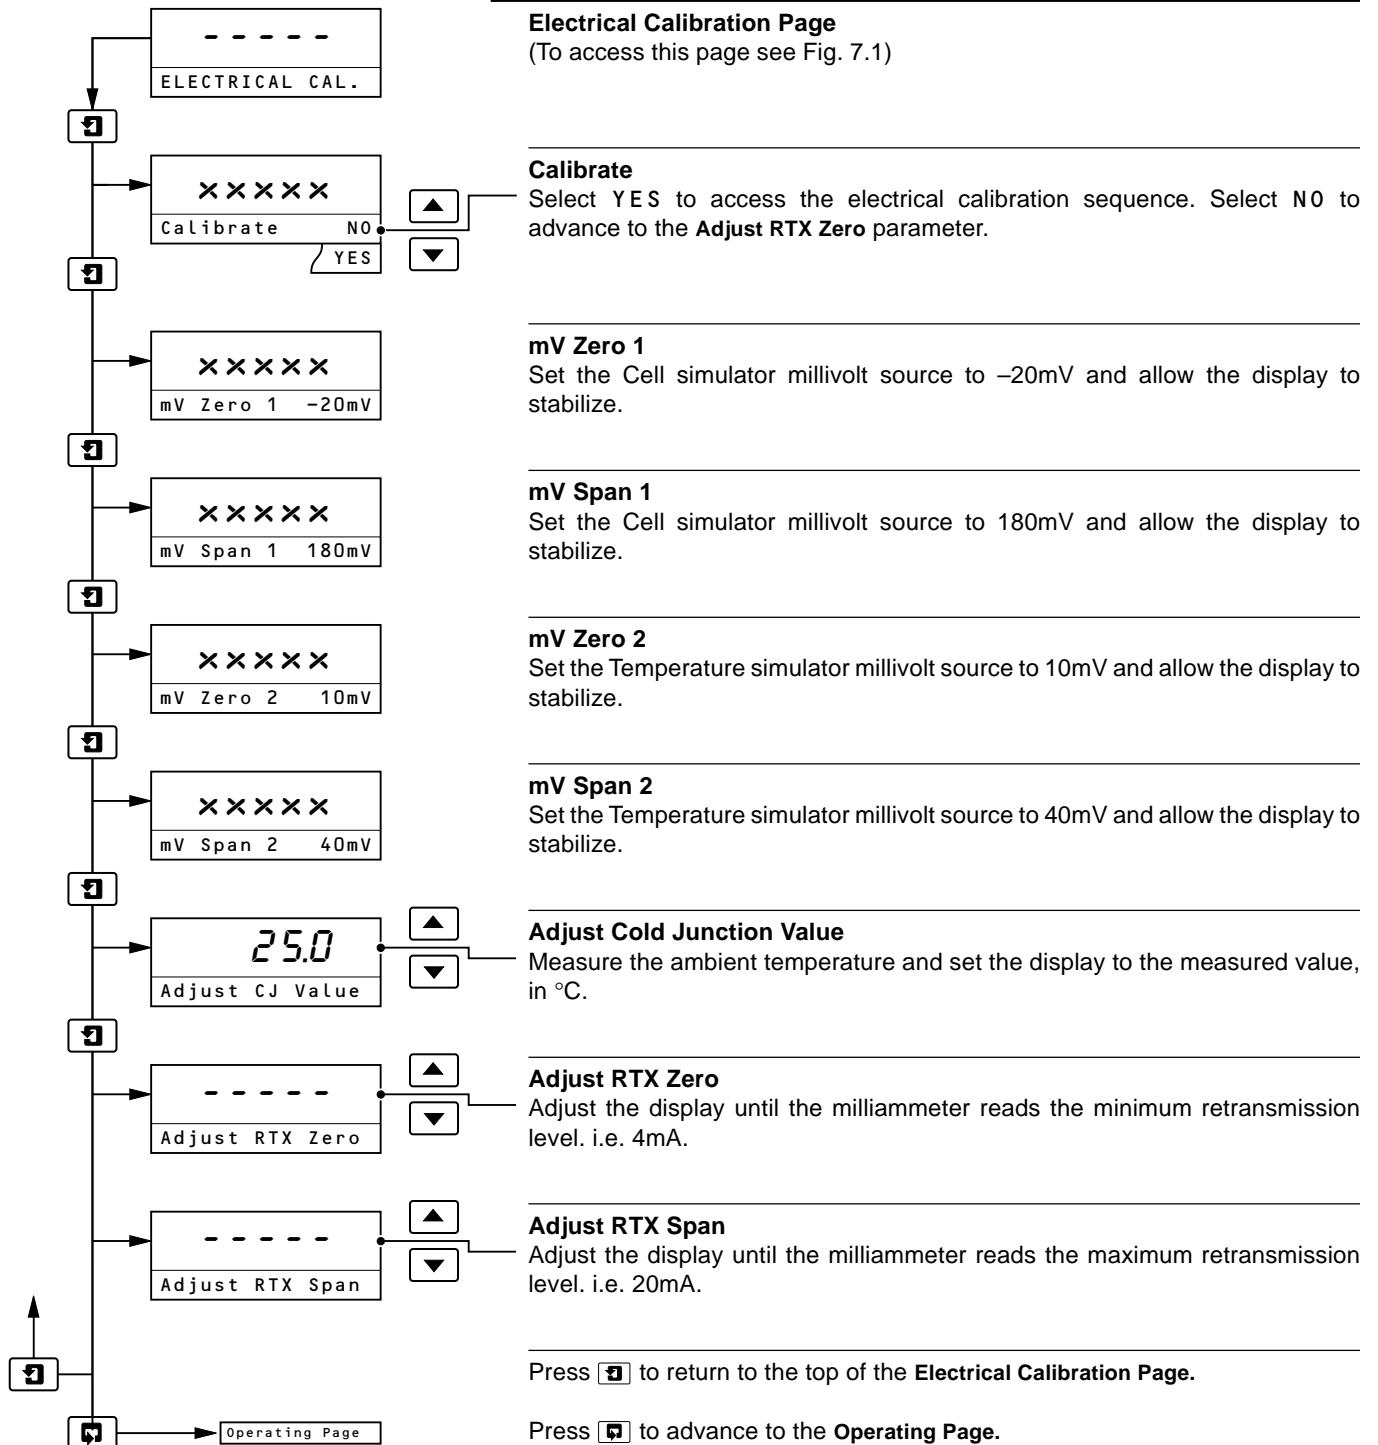 - - - - -
ELECTRICAL CAL.
Electrical Calibration Page
(To access this page see Fig. 7.1)
×××××
Calibrate NO
YES
Calibrate
Select YES to access the electrical calibration sequence. Select NO to
advance to the Adjust RTX Zero parameter.
×××××
mV Zero 1 -20mV
mV Zero 1
Set the Cell simulator millivolt source to –20mV and allow the display to
stabilize.
×××××
mV Span 1 180mV
mV Span 1
Set the Cell simulator millivolt source to 180mV and allow the display to
stabilize.
×××××
mV Zero 2 10mV
mV Zero 2
Set the Temperature simulator millivolt source to 10mV and allow the display to
stabilize.
×××××
mV Span 2 40mV
mV Span 2
Set the Temperature simulator millivolt source to 40mV and allow the display to
stabilize.
25.0
Adjust CJ Value
Adjust Cold Junction Value
Measure the ambient temperature and set the display to the measured value,
in °C.
- - - - -
Adjust RTX Zero
Adjust RTX Zero
Adjust the display until the milliammeter reads the minimum retransmission
level. i.e. 4mA.
- - - - -
Adjust RTX Span
Adjust RTX Span
Adjust the display until the milliammeter reads the maximum retransmission
level. i.e. 20mA.
Press to return to the top of the Electrical Calibration Page.
Operating Page
Press to advance to the Operating Page.